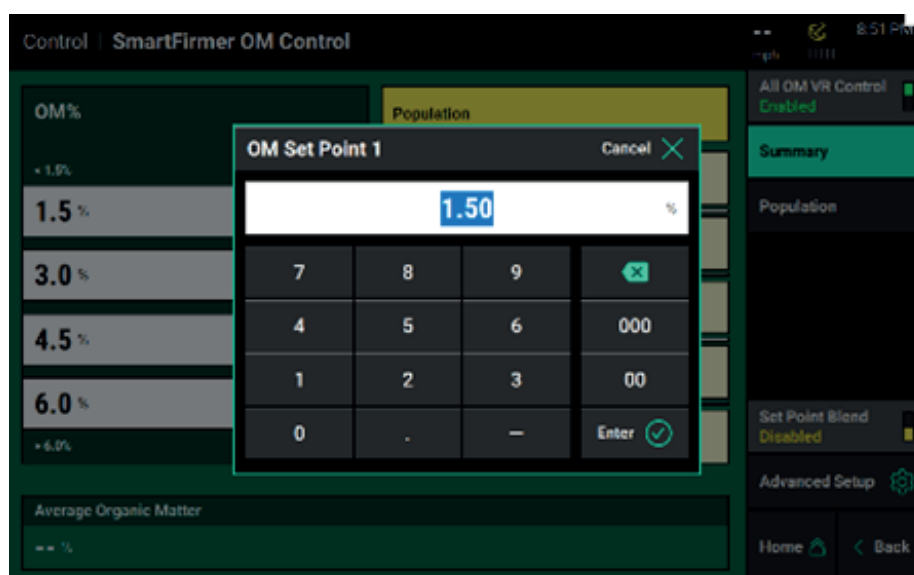 Control | SmartFirmer OM Control
--
mph
8:51 PM
OM%
Population
All OM VR Control
Enabled
OM Set Point 1
Cancel
Summary
< 1.5%
1.50 %
1.5 %
Population
7 8 9
3.0 %
4 5 6 000
4.5 %
1 2 3 00
6.0 %
0 . – Enter
Set Point Blend
Disabled
> 6.0%
Advanced Setup
Average Organic Matter
-- %
Home < Back